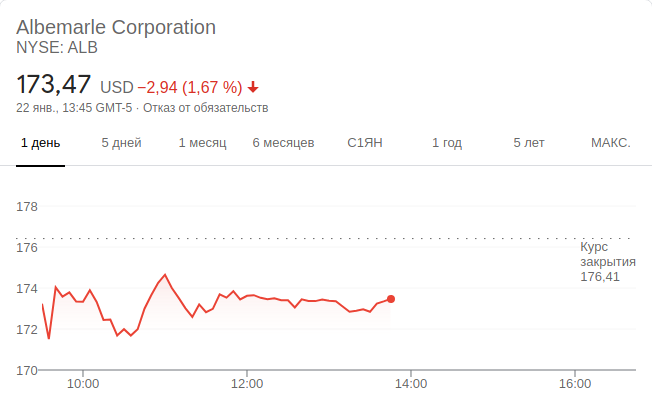 Albemarle Corporation
NYSE: ALB
173,47 USD −2,94 (1,67 %)
22 янв., 13:45 GMT-5 · Отказ от обязательств
1 день 5 дней 1 месяц 6 месяцев С1ЯН 1 год 5 лет МАКС.
178
176
174
172
170
Курс
закрытия
176,41
10:00 12:00 14:00 16:00